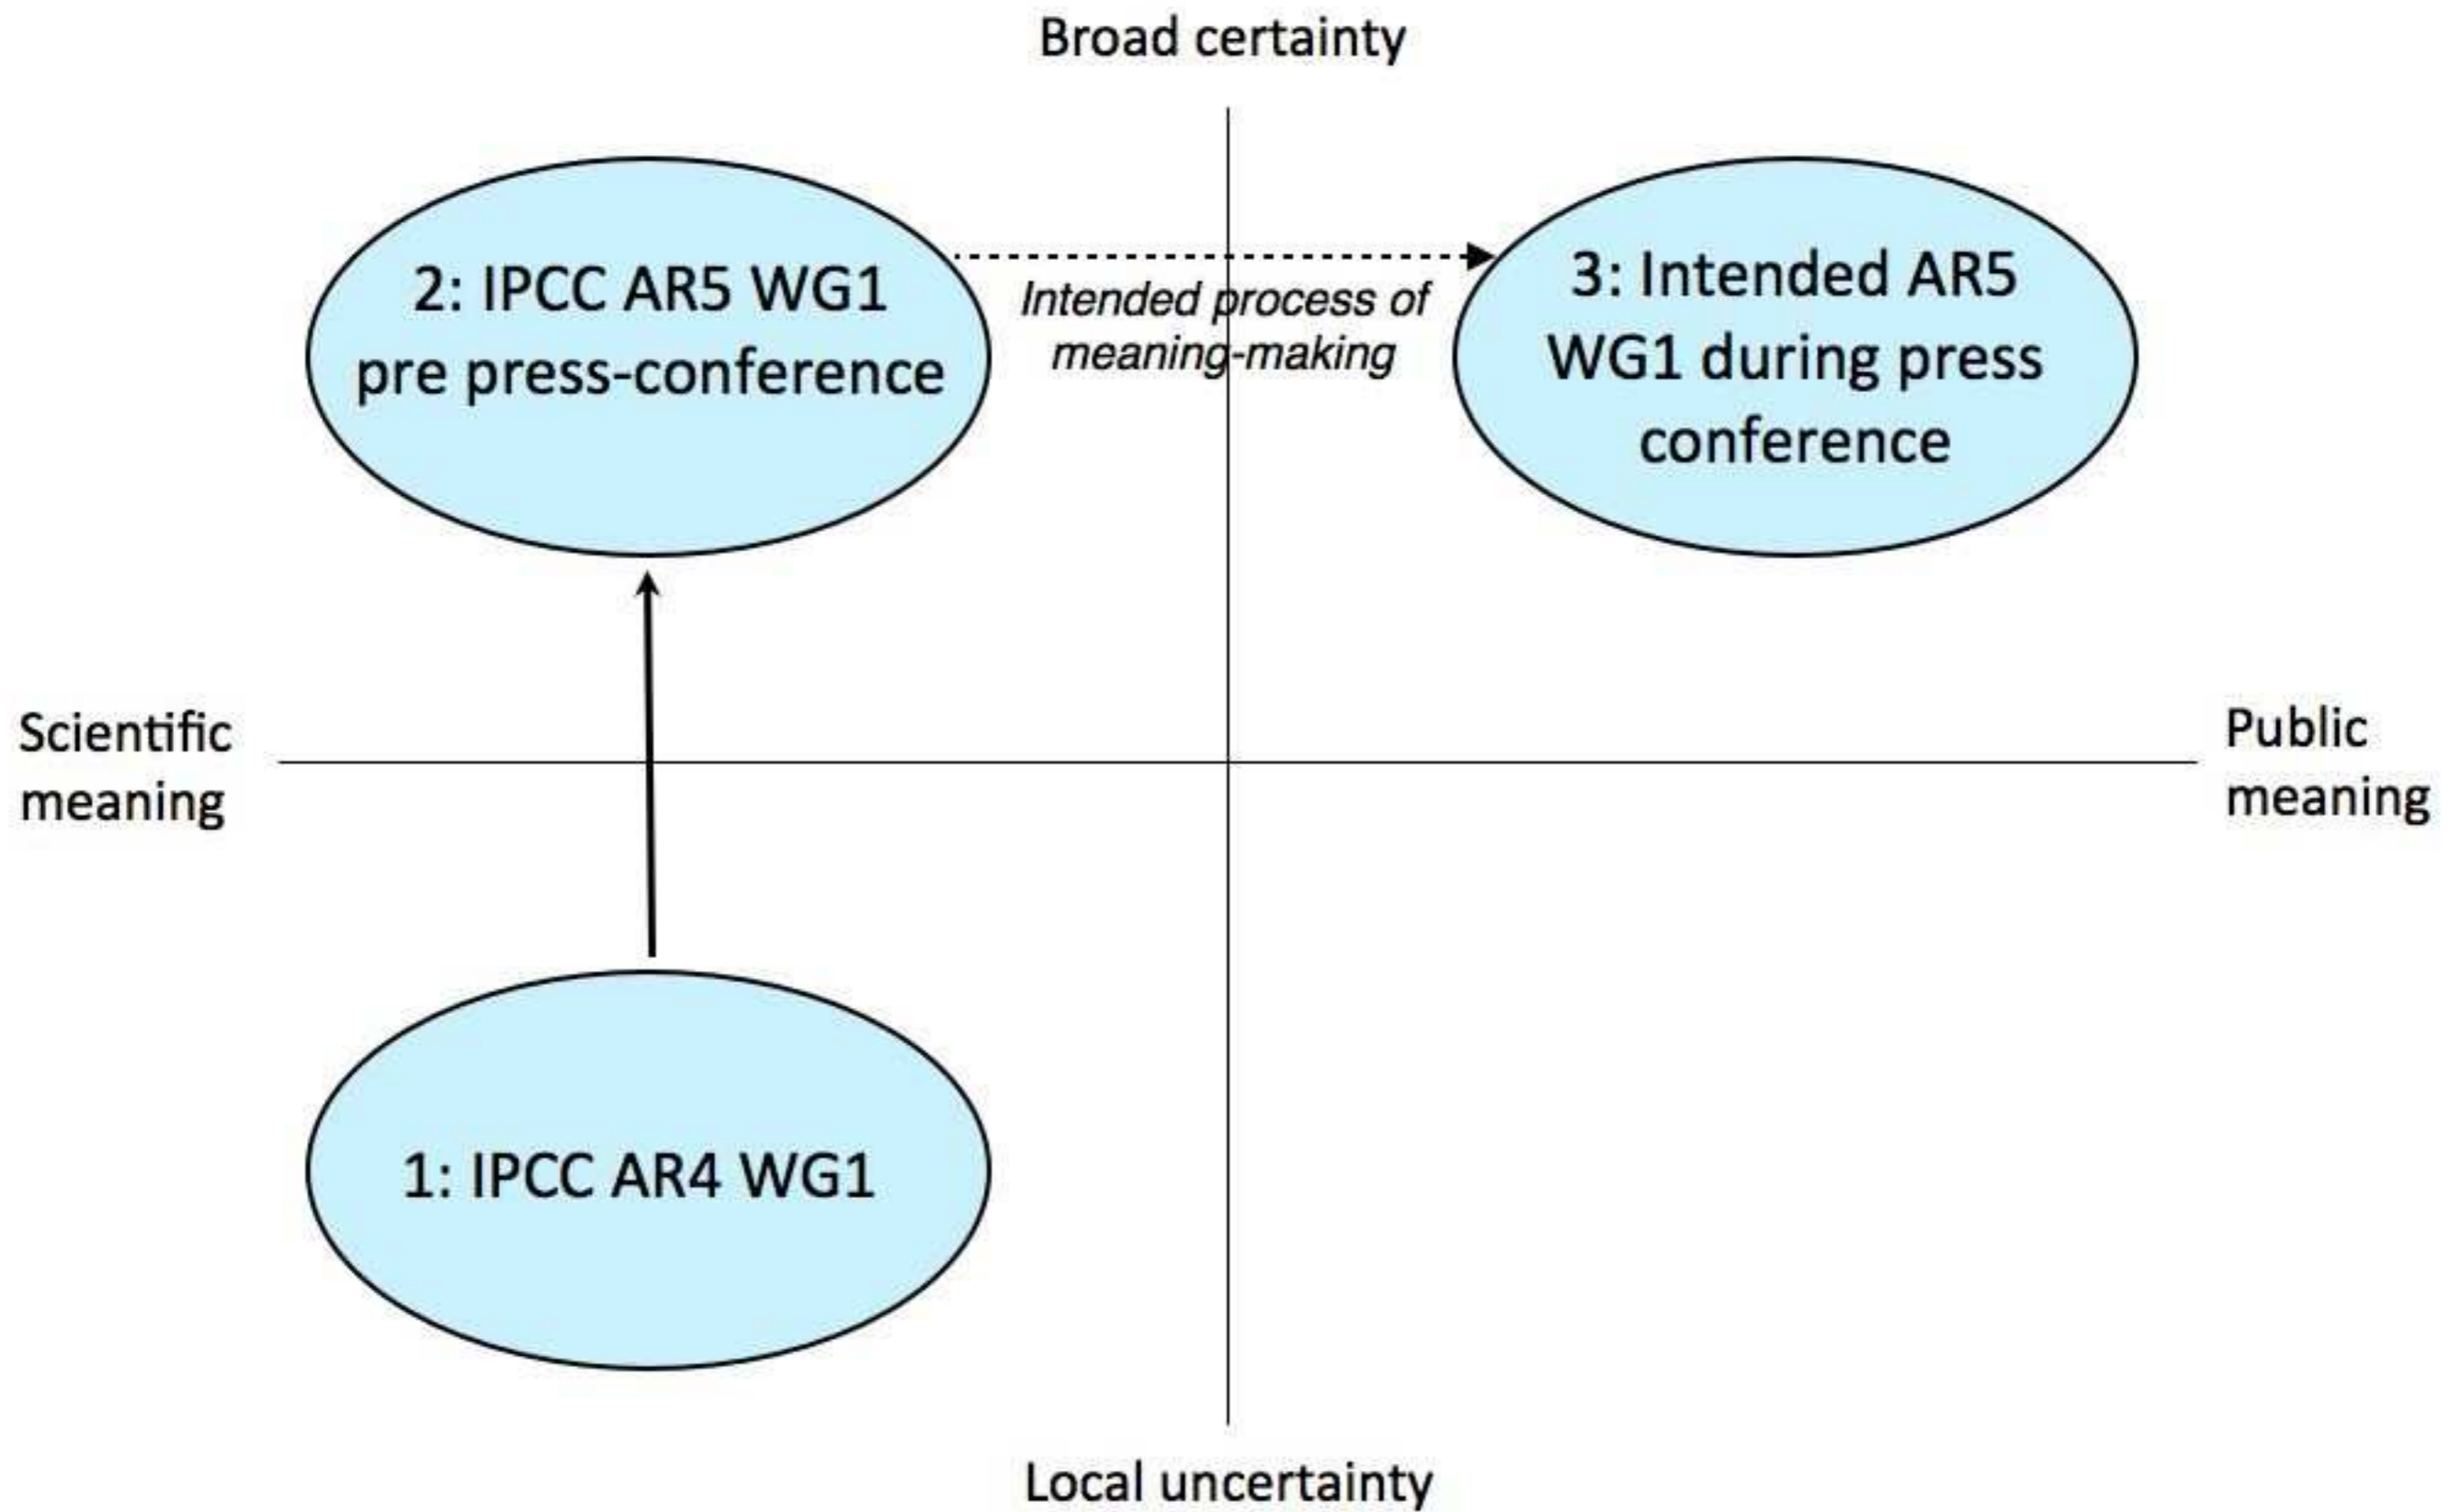 Broad certainty
2: IPCC AR5 WG1
pre press-conference
Intended process of
meaning-making
3: Intended AR5
WG1 during press
conference
Scientific
meaning
Public
meaning
1: IPCC AR4 WG1
Local uncertainty